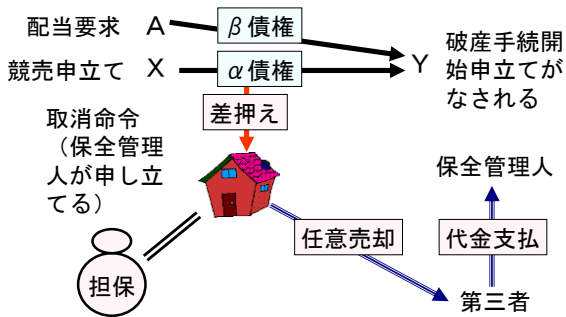 配当要求 A β債権
競売申立て X α債権 Y
破産手続開
始申立てが
なされる
差押え
取消命令
（保全管理
人が申し立
てる）
保全管理人
任意売却
代金支払
担保
第三者